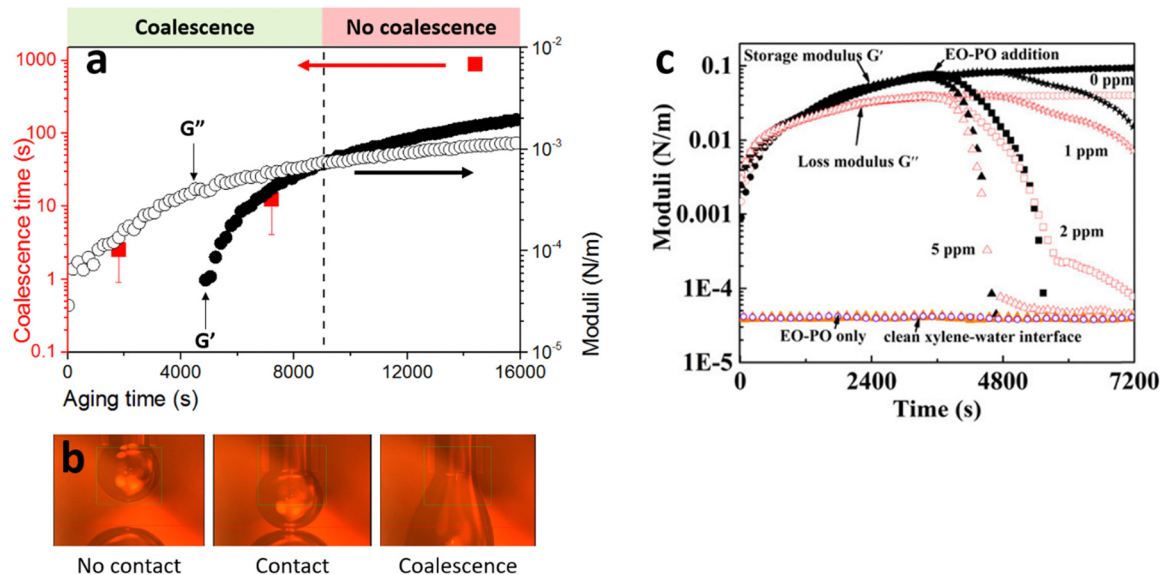 Coalescence
No coalescence
a
Coalescence time (s)
1000
100
10
1
0.1
10⁻²
10⁻³
10⁻⁴
10⁻⁵
Moduli (N/m)
G″
G′
0
4000
8000
12000
16000
Aging time (s)
b
No contact
Contact
Coalescence
c
Moduli (N/m)
0.1
0.01
0.001
1E-4
1E-5
Storage modulus G′
EO-PO addition
0 ppm
Loss modulus G″
1 ppm
2 ppm
5 ppm
EO-PO only
clean xylene-water interface
0
2400
4800
7200
Time (s)